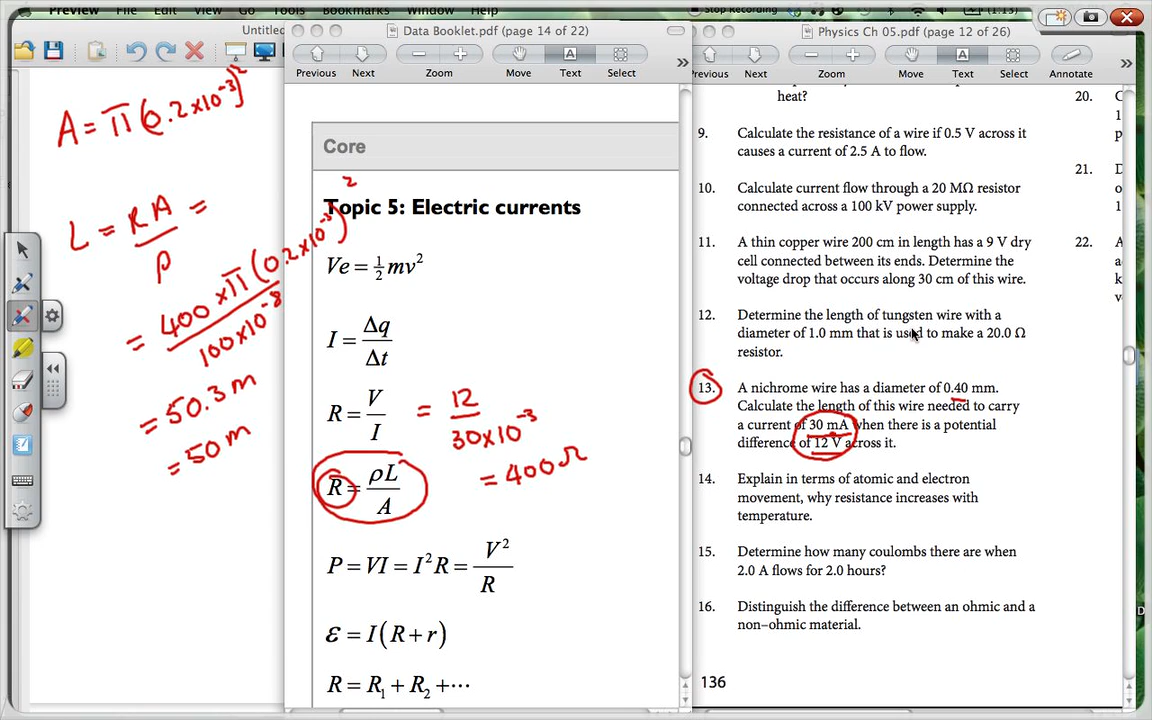 Preview File Edit View Go Tools Bookmarks Window Help
Stop Recording
(1:13)
Untitled
Data Booklet.pdf (page 14 of 22)
Physics Ch 05.pdf (page 12 of 26)
Previous Next Zoom Move Text Select »
Previous Next Zoom Move Text Select Annotate »
A = π(0.2×10⁻³)²
L = RA/ρ =
= 400 × π (0.2×10⁻³)² / 100×10⁻⁸
= 50.3 m
= 50 m
Core
2
Topic 5: Electric currents
Ve = ½mv²
I = Δq/Δt
R = V/I = 12/30×10⁻³
= 400 Ω
R = ρL/A
P = VI = I²R = V²/R
ε = I(R + r)
R = R₁ + R₂ + ⋯
heat?
9. Calculate the resistance of a wire if 0.5 V across it
causes a current of 2.5 A to flow.
10. Calculate current flow through a 20 MΩ resistor
connected across a 100 kV power supply.
11. A thin copper wire 200 cm in length has a 9 V dry
cell connected between its ends. Determine the
voltage drop that occurs along 30 cm of this wire.
12. Determine the length of tungsten wire with a
diameter of 1.0 mm that is used to make a 20.0 Ω
resistor.
13. A nichrome wire has a diameter of 0.40 mm.
Calculate the length of this wire needed to carry
a current of 30 mA when there is a potential
difference of 12 V across it.
14. Explain in terms of atomic and electron
movement, why resistance increases with
temperature.
15. Determine how many coulombs there are when
2.0 A flows for 2.0 hours?
16. Distinguish the difference between an ohmic and a
non–ohmic material.
136
20.
21.
22.